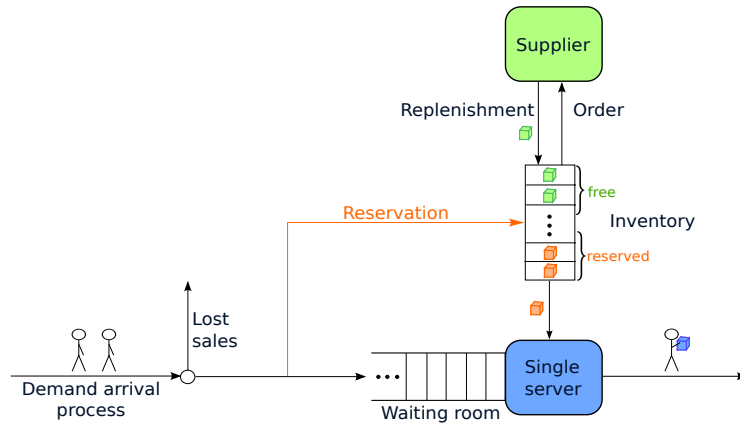 Supplier
Replenishment
Order
free
Reservation
Inventory
reserved
Lost
sales
Single
server
Demand arrival
process
Waiting room